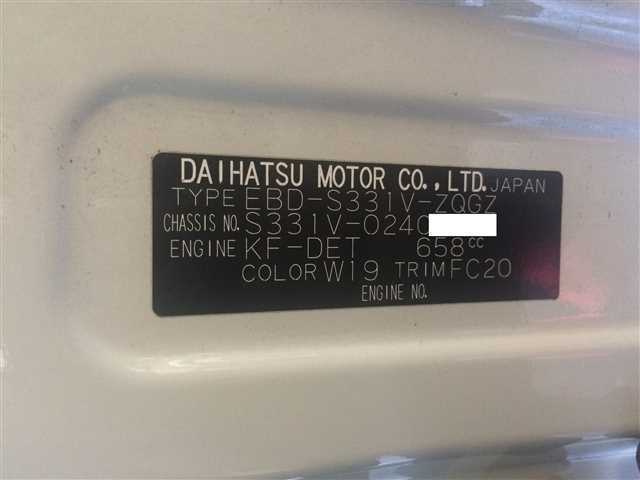 DAIHATSU MOTOR CO., LTD. JAPAN
TYPE EBD-S331V-ZQGZ
CHASSIS NO. S331V-0240
ENGINE KF-DET 658cc
COLOR W19 TRIM FC20
ENGINE NO.